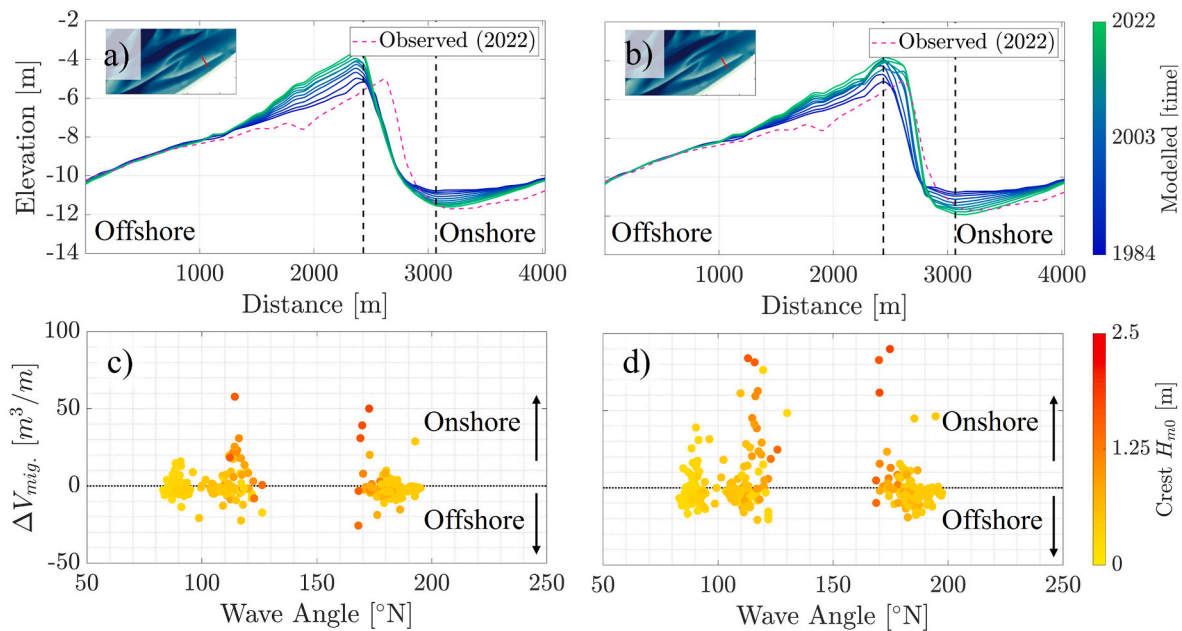 -2
-4
-6
-8
-10
-12
-14
Elevation [m]
a)
Observed (2022)
Offshore
Onshore
1000
2000
3000
4000
Distance [m]
b)
Observed (2022)
Offshore
Onshore
1000
2000
3000
4000
Distance [m]
2022
2003
1984
Modelled [time]
100
50
0
-50
ΔV_mig. [m³/m]
c)
Onshore
Offshore
50
100
150
200
250
Wave Angle [°N]
d)
Onshore
Offshore
50
100
150
200
250
Wave Angle [°N]
2.5
1.25
0
Crest H_m0 [m]